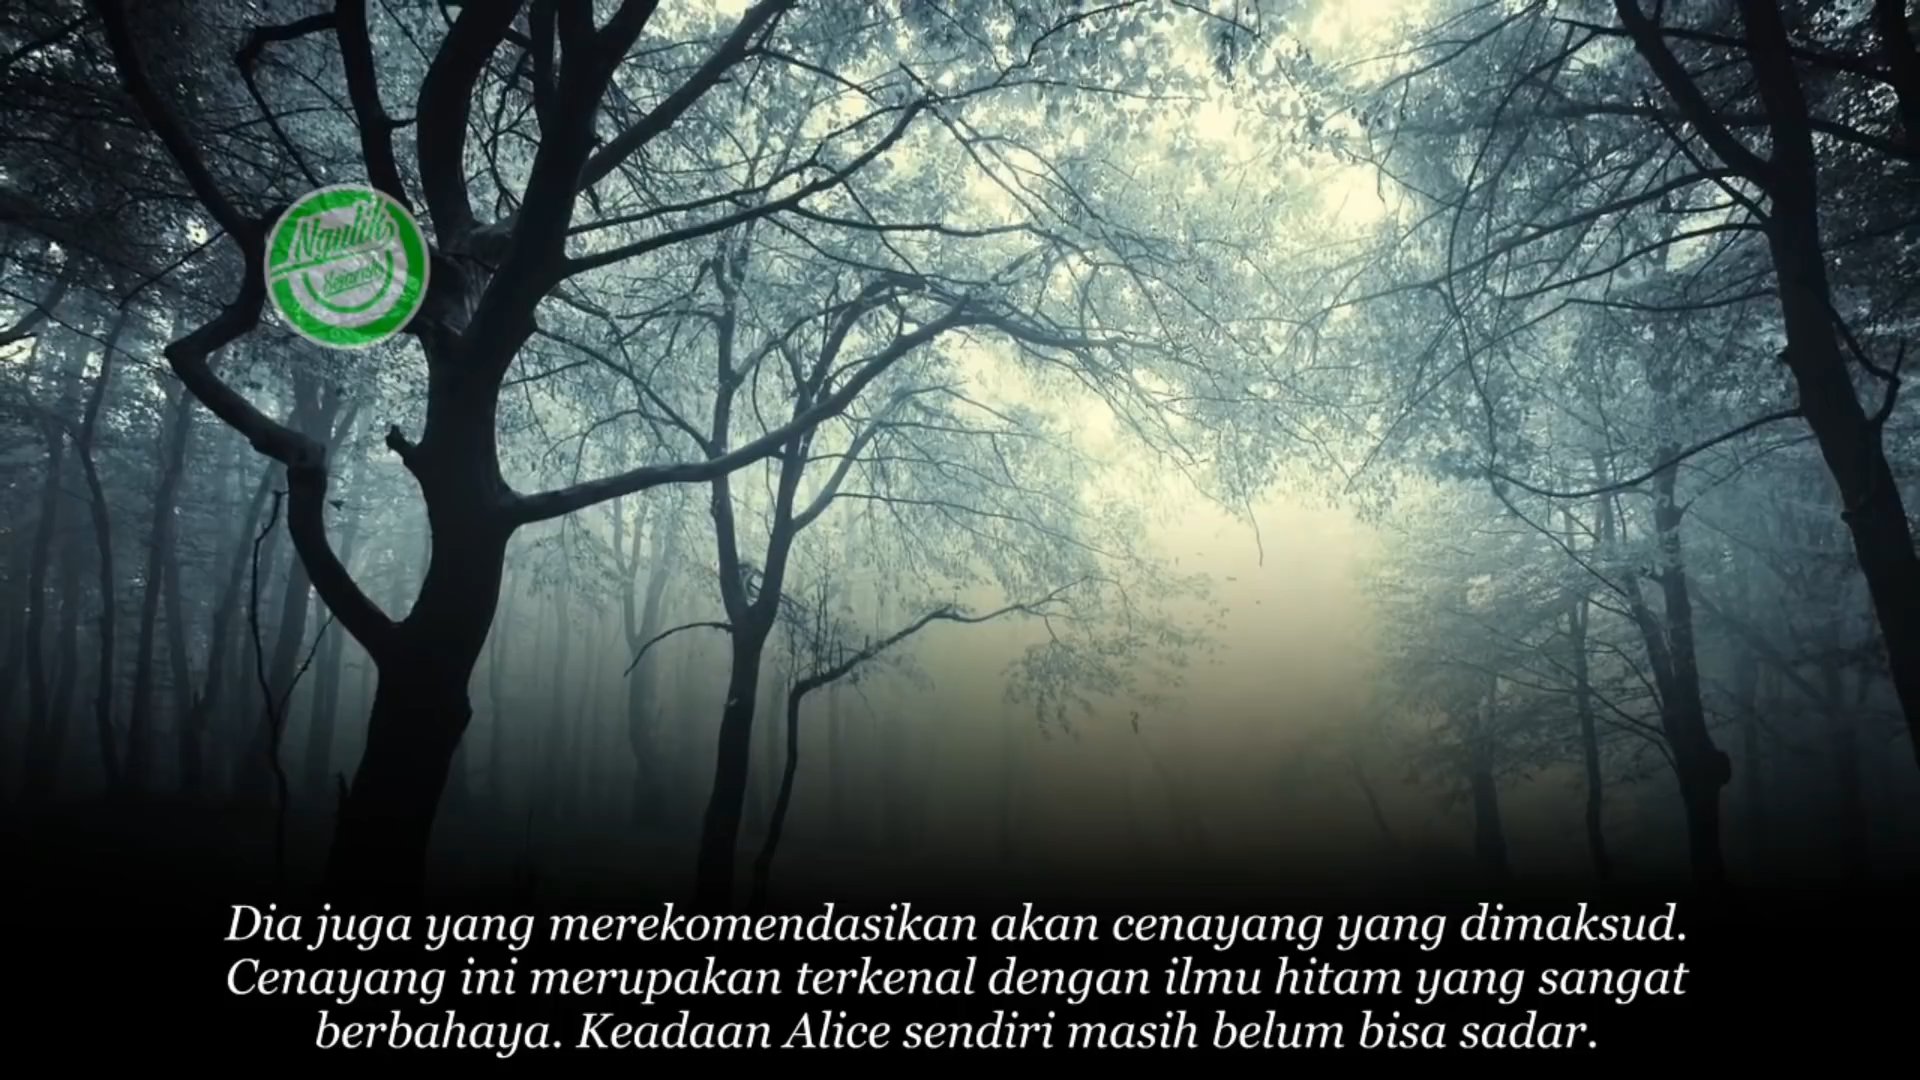 Ngulik
Dia juga yang merekomendasikan akan cenayang yang dimaksud.
Cenayang ini merupakan terkenal dengan ilmu hitam yang sangat
berbahaya. Keadaan Alice sendiri masih belum bisa sadar.